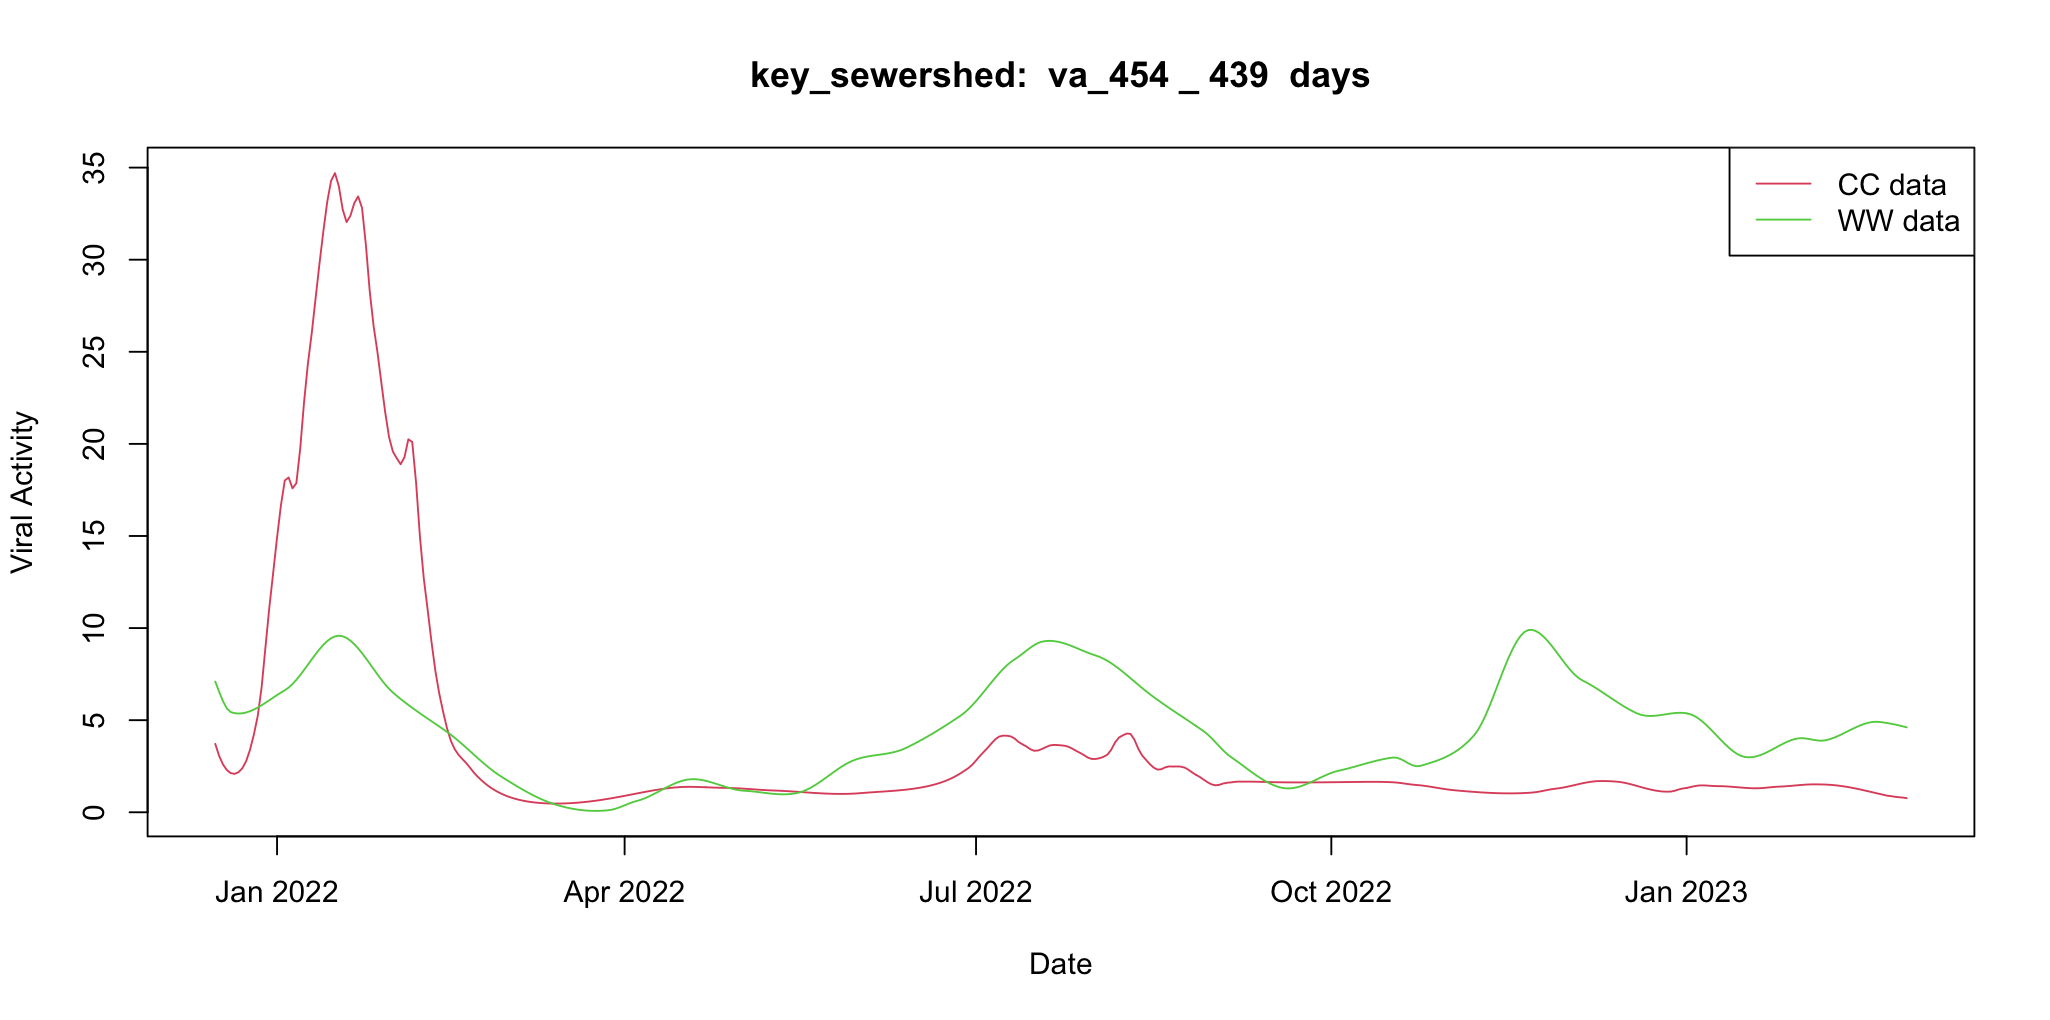 key_sewershed: va_454 _ 439 days
35
30
25
20
15
10
5
0
Viral Activity
CC data
WW data
Jan 2022
Apr 2022
Jul 2022
Oct 2022
Jan 2023
Date